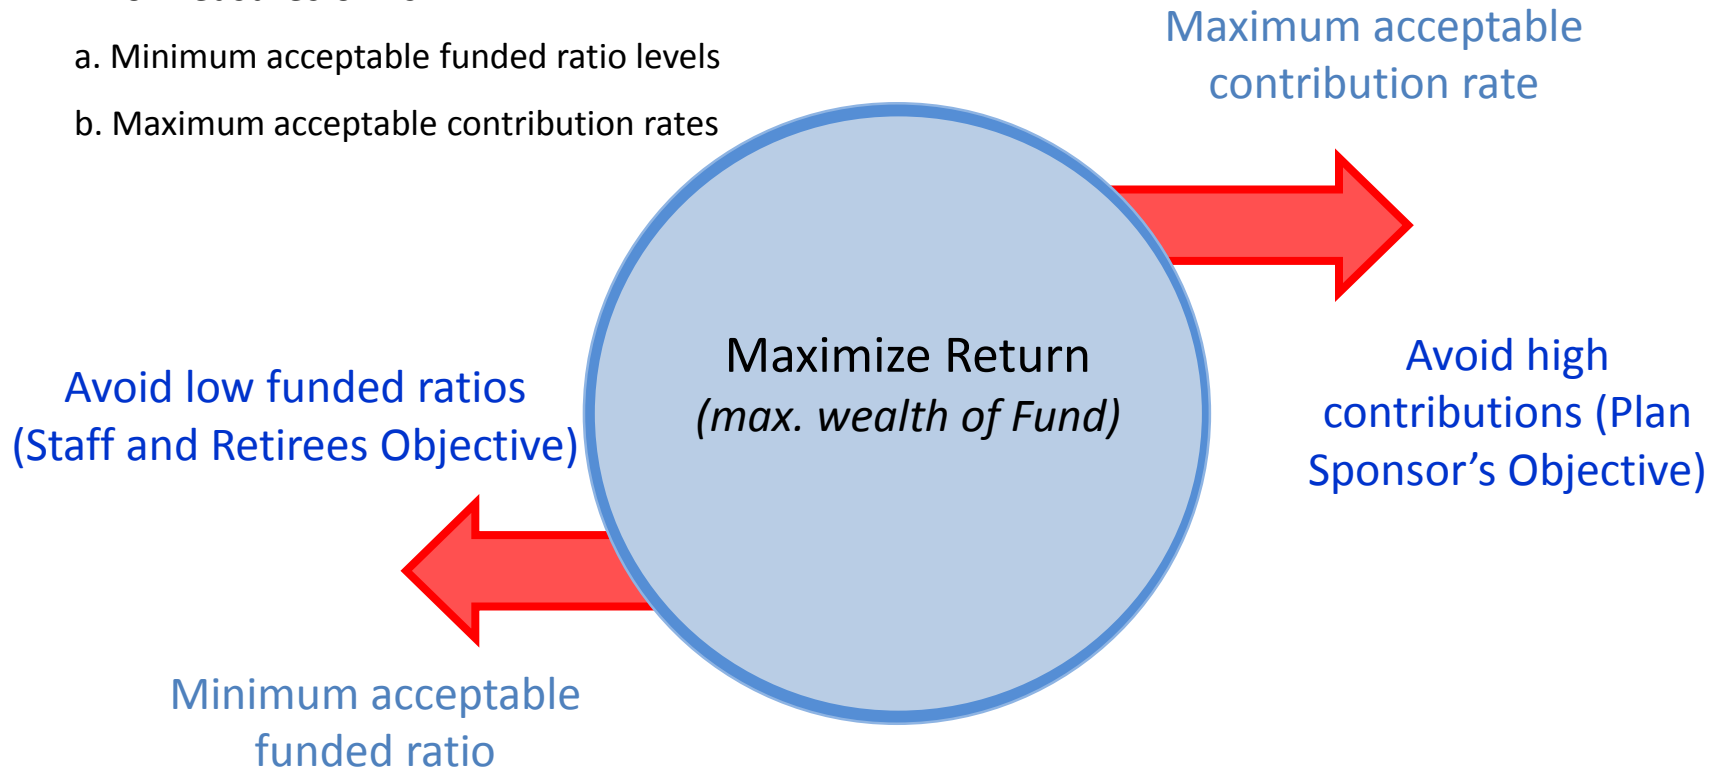 a. Minimum acceptable funded ratio levels
b. Maximum acceptable contribution rates
Maximum acceptable
contribution rate
Maximize Return
(max. wealth of Fund)
Avoid low funded ratios
(Staff and Retirees Objective)
Avoid high
contributions (Plan
Sponsor’s Objective)
Minimum acceptable
funded ratio